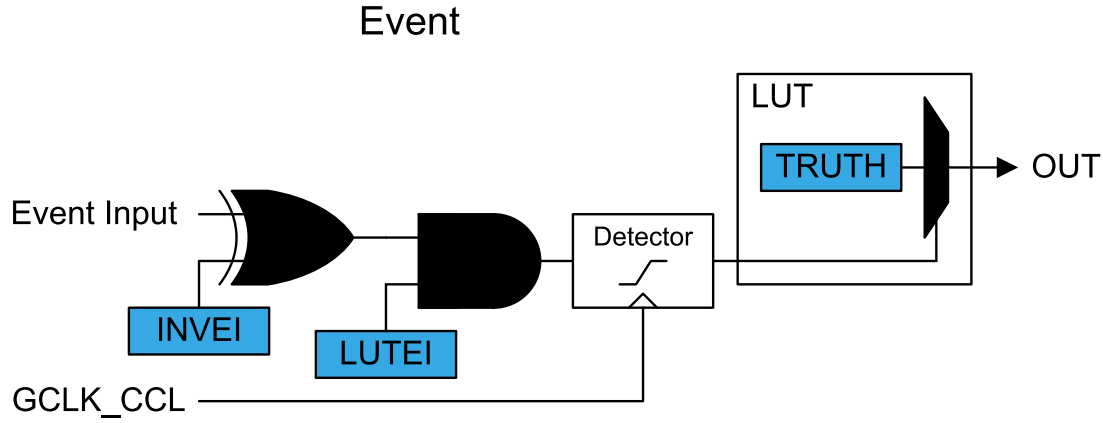 Event
LUT
TRUTH
OUT
Event Input
Detector
INVEI
LUTEI
GCLK_CCL